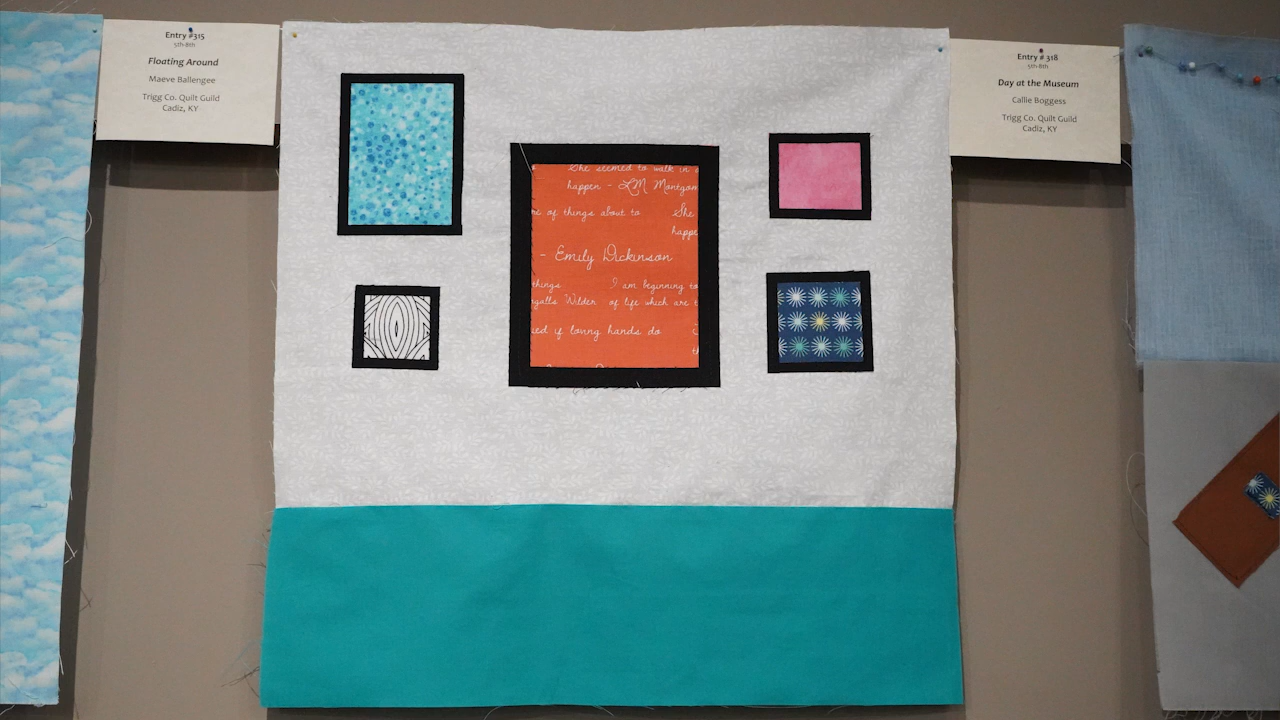 Entry #315
5th-8th
Floating Around
Maeve Ballengee
Trigg Co. Quilt Guild
Cadiz, KY
She seemed to walk in
happen - LM Montgom
of things about to
She
happe
- Emily Dickinson
things
I am beginning to
of life which are t
if loving hands do
Entry # 318
5th-8th
Day at the Museum
Callie Boggess
Trigg Co. Quilt Guild
Cadiz, KY